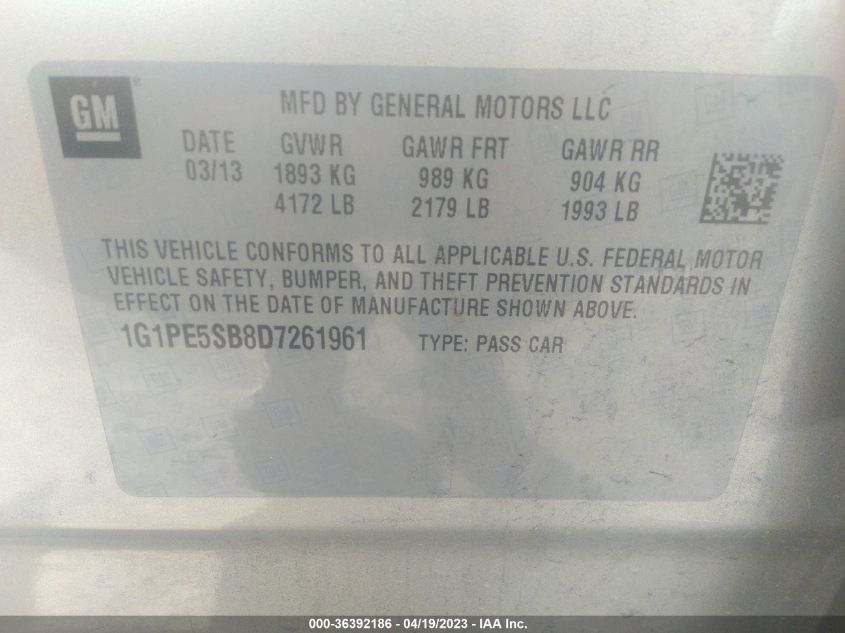 GM ®
MFD BY GENERAL MOTORS LLC
DATE GVWR GAWR FRT GAWR RR
03/13 1893 KG 989 KG 904 KG
4172 LB 2179 LB 1993 LB
THIS VEHICLE CONFORMS TO ALL APPLICABLE U.S. FEDERAL MOTOR
VEHICLE SAFETY, BUMPER, AND THEFT PREVENTION STANDARDS IN
EFFECT ON THE DATE OF MANUFACTURE SHOWN ABOVE.
1G1PE5SB8D7261961 TYPE: PASS CAR
000-36392186 - 04/19/2023 - IAA Inc.